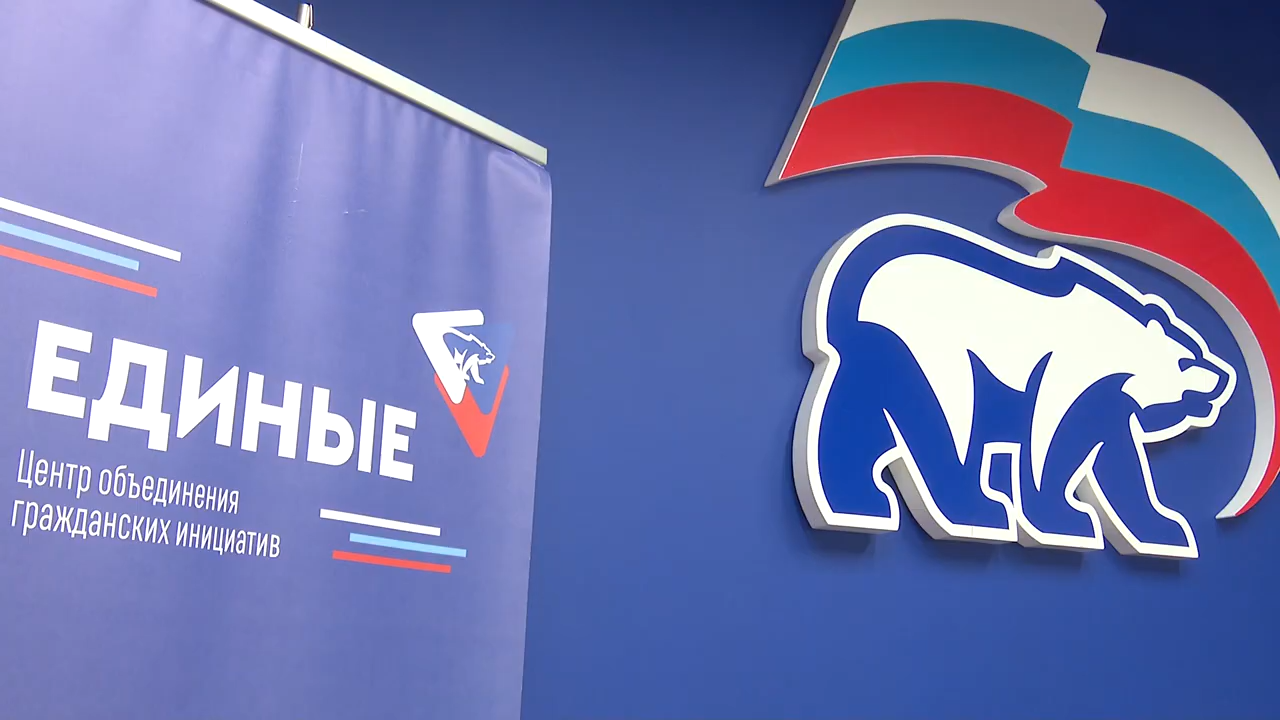 ЕДИНЫЕ
Центр объединения
гражданских инициатив